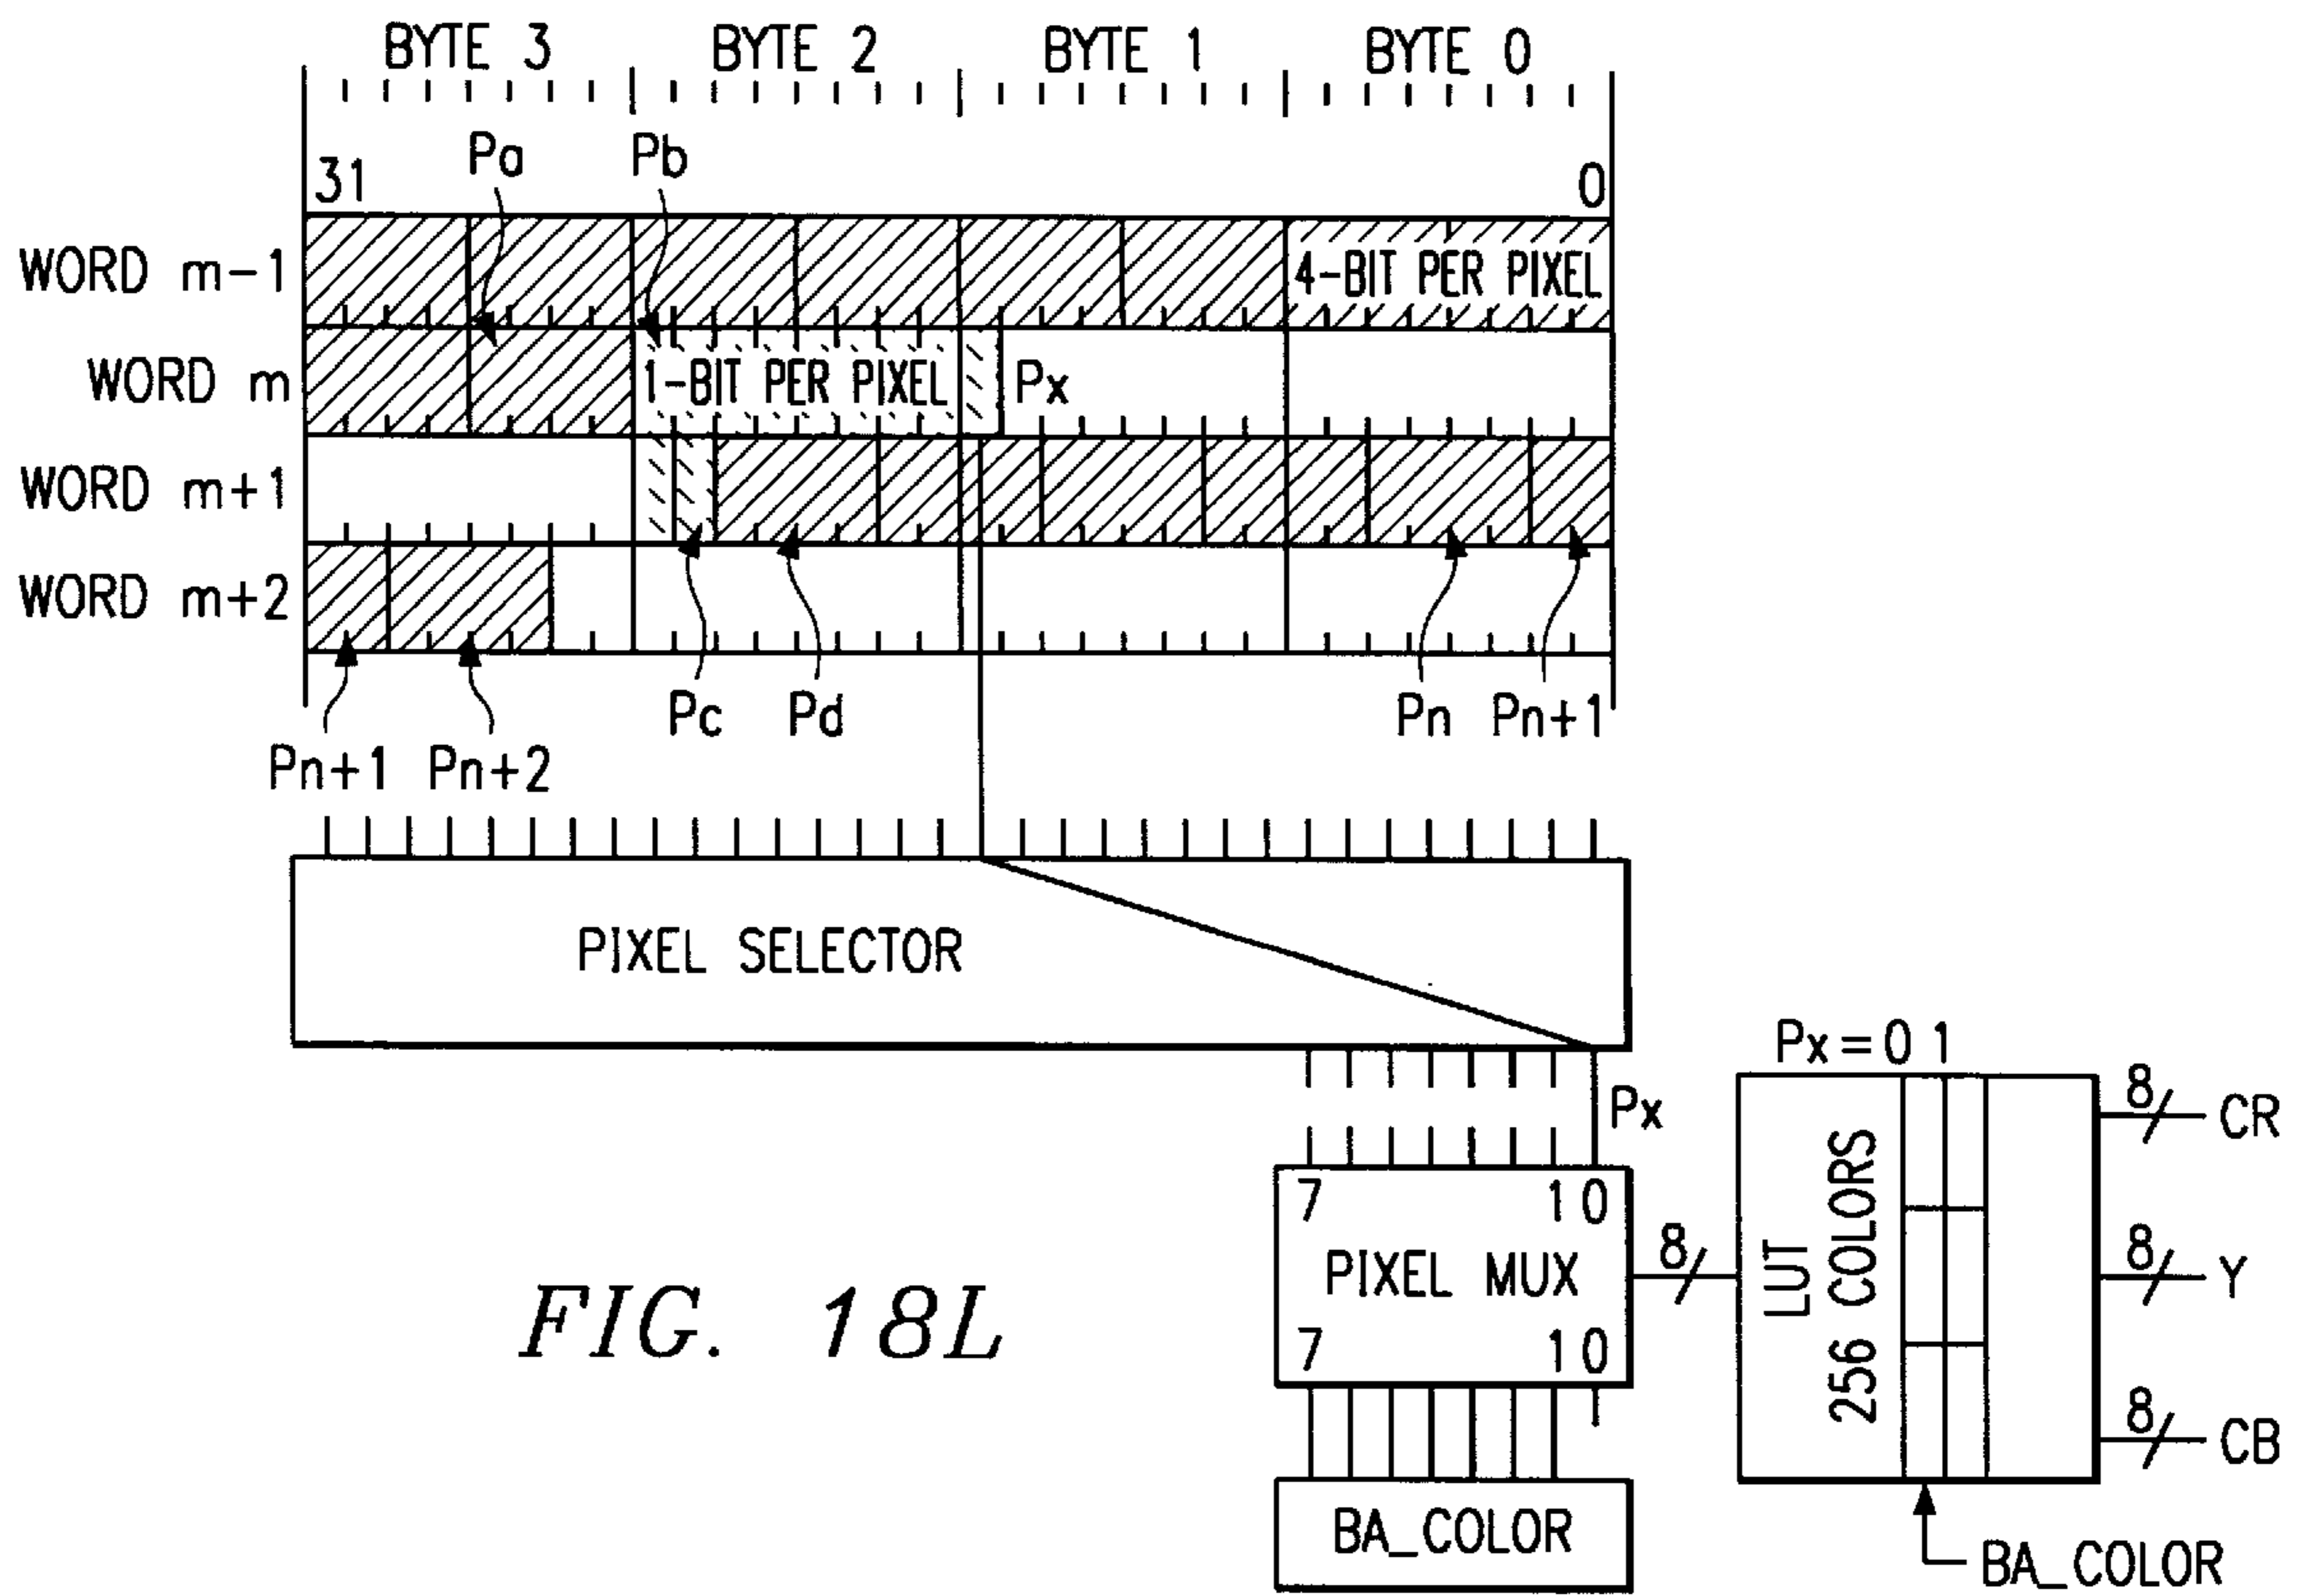 BYTE 3 BYTE 2 BYTE 1 BYTE 0
Pa Pb
31 0
WORD m-1 4-BIT PER PIXEL
WORD m 1-BIT PER PIXEL Px
WORD m+1
WORD m+2
Pc Pd Pn Pn+1
Pn+1 Pn+2
PIXEL SELECTOR
Px=0 1
Px
8 CR
7 1 0
PIXEL MUX
8
LUT
256 COLORS
8 Y
7 1 0
8 CB
FIG. 18L
BA_COLOR
BA_COLOR